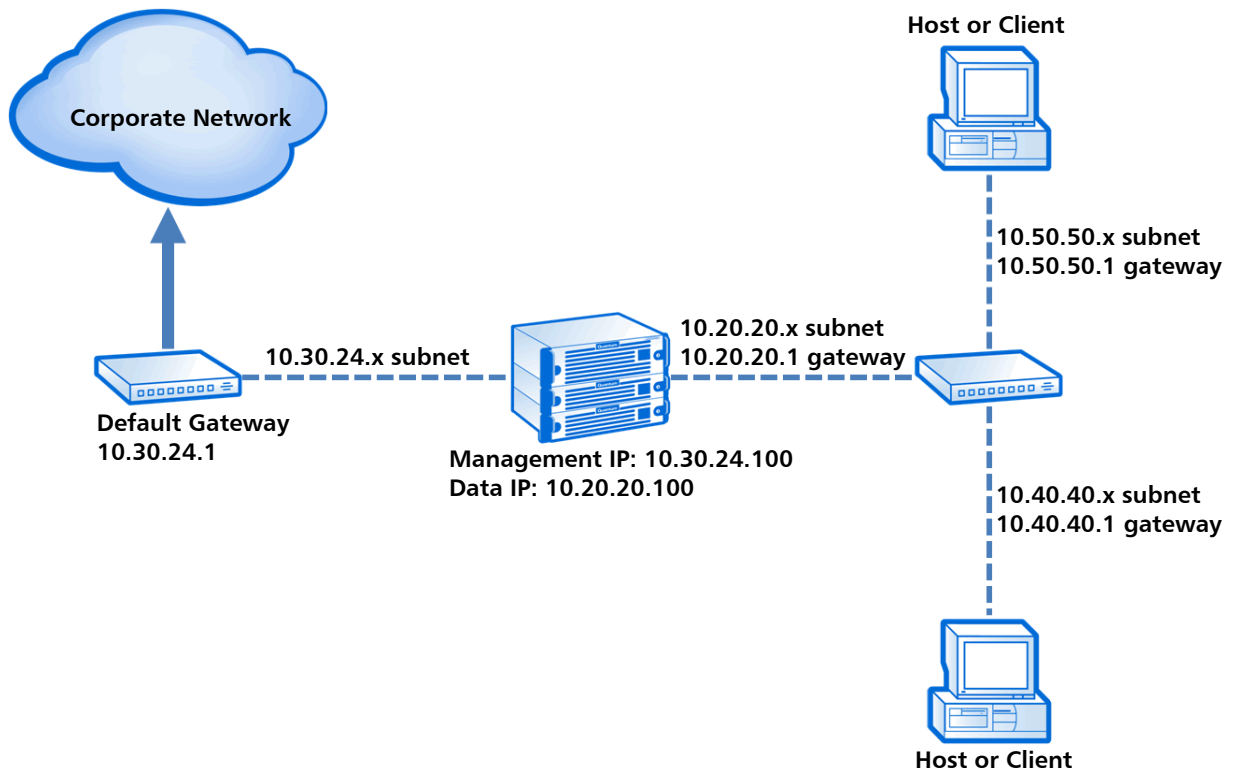 Host or Client
Corporate Network
10.50.50.x subnet
10.50.50.1 gateway
10.30.24.x subnet
10.20.20.x subnet
10.20.20.1 gateway
Default Gateway
10.30.24.1
Management IP: 10.30.24.100
Data IP: 10.20.20.100
10.40.40.x subnet
10.40.40.1 gateway
Host or Client